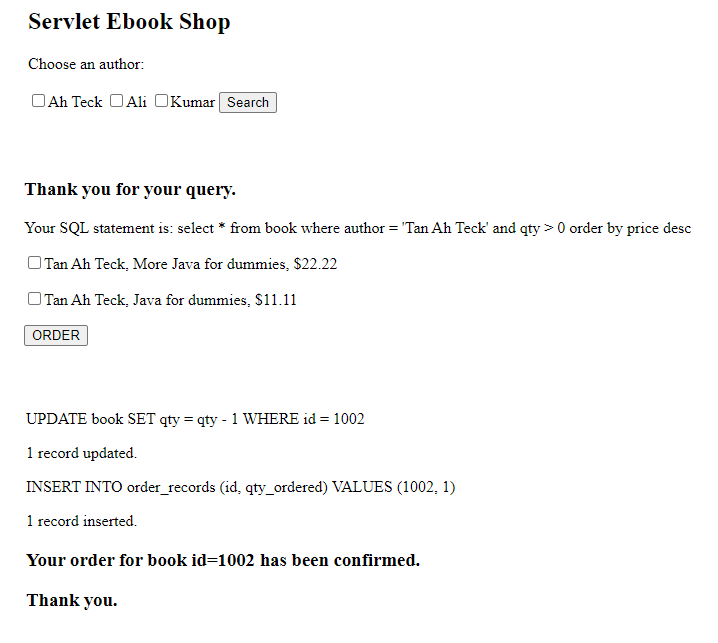 Servlet Ebook Shop
Choose an author:
Ah Teck Ali Kumar Search
Thank you for your query.
Your SQL statement is: select * from book where author = 'Tan Ah Teck' and qty > 0 order by price desc
Tan Ah Teck, More Java for dummies, $22.22
Tan Ah Teck, Java for dummies, $11.11
ORDER
UPDATE book SET qty = qty - 1 WHERE id = 1002
1 record updated.
INSERT INTO order_records (id, qty_ordered) VALUES (1002, 1)
1 record inserted.
Your order for book id=1002 has been confirmed.
Thank you.